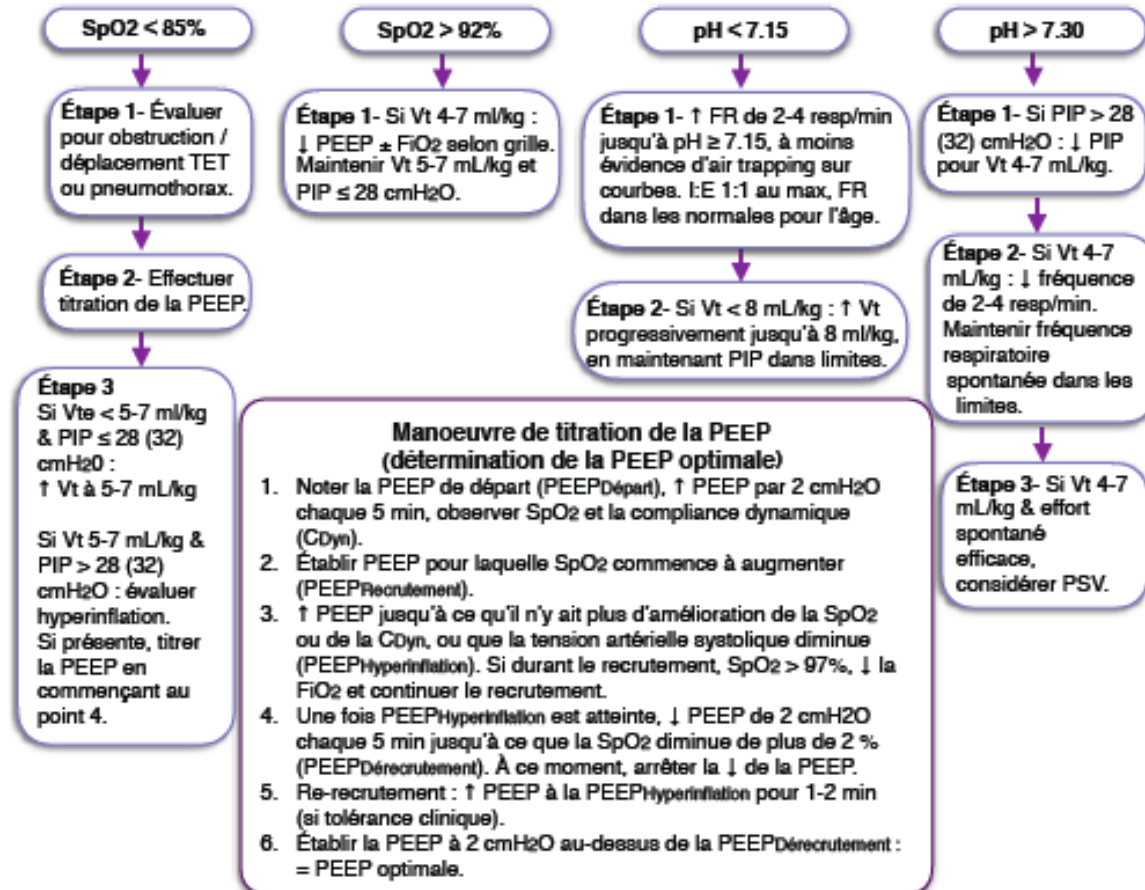 SpO2 < 85%
Étape 1- Évaluer
pour obstruction /
déplacement TET
ou pneumothorax.
Étape 2- Effectuer
titration de la PEEP.
Étape 3
Si Vte < 5-7 ml/kg
& PIP ≤ 28 (32)
cmH20 :
↑ Vt à 5-7 mL/kg
Si Vt 5-7 mL/kg &
PIP > 28 (32)
cmH2O : évaluer
hyperinflation.
Si présente, titrer
la PEEP en
commençant au
point 4.
SpO2 > 92%
Étape 1- Si Vt 4-7 ml/kg :
↓ PEEP ± FiO2 selon grille.
Maintenir Vt 5-7 mL/kg et
PIP ≤ 28 cmH2O.
pH < 7.15
Étape 1- ↑ FR de 2-4 resp/min
jusqu'à pH ≥ 7.15, à moins
évidence d'air trapping sur
courbes. I:E 1:1 au max, FR
dans les normales pour l'âge.
Étape 2- Si Vt < 8 mL/kg : ↑ Vt
progressivement jusqu'à 8 ml/kg,
en maintenant PIP dans limites.
pH > 7.30
Étape 1- Si PIP > 28
(32) cmH2O : ↓ PIP
pour Vt 4-7 mL/kg.
Étape 2- Si Vt 4-7
mL/kg : ↓ fréquence
de 2-4 resp/min.
Maintenir fréquence
respiratoire
spontanée dans les
limites.
Étape 3- Si Vt 4-7
mL/kg & effort
spontané
efficace,
considérer PSV.
Manoeuvre de titration de la PEEP
(détermination de la PEEP optimale)
1. Noter la PEEP de départ (PEEPDépart), ↑ PEEP par 2 cmH2O
chaque 5 min, observer SpO2 et la compliance dynamique
(CDyn).
2. Établir PEEP pour laquelle SpO2 commence à augmenter
(PEEPRecrutement).
3. ↑ PEEP jusqu'à ce qu'il n'y ait plus d'amélioration de la SpO2
ou de la CDyn, ou que la tension artérielle systolique diminue
(PEEPHyperinflation). Si durant le recrutement, SpO2 > 97%, ↓ la
FiO2 et continuer le recrutement.
4. Une fois PEEPHyperinflation est atteinte, ↓ PEEP de 2 cmH2O
chaque 5 min jusqu'à ce que la SpO2 diminue de plus de 2 %
(PEEPDérecrutement). À ce moment, arrêter la ↓ de la PEEP.
5. Re-recrutement : ↑ PEEP à la PEEPHyperinflation pour 1-2 min
(si tolérance clinique).
6. Établir la PEEP à 2 cmH2O au-dessus de la PEEPDérecrutement :
= PEEP optimale.